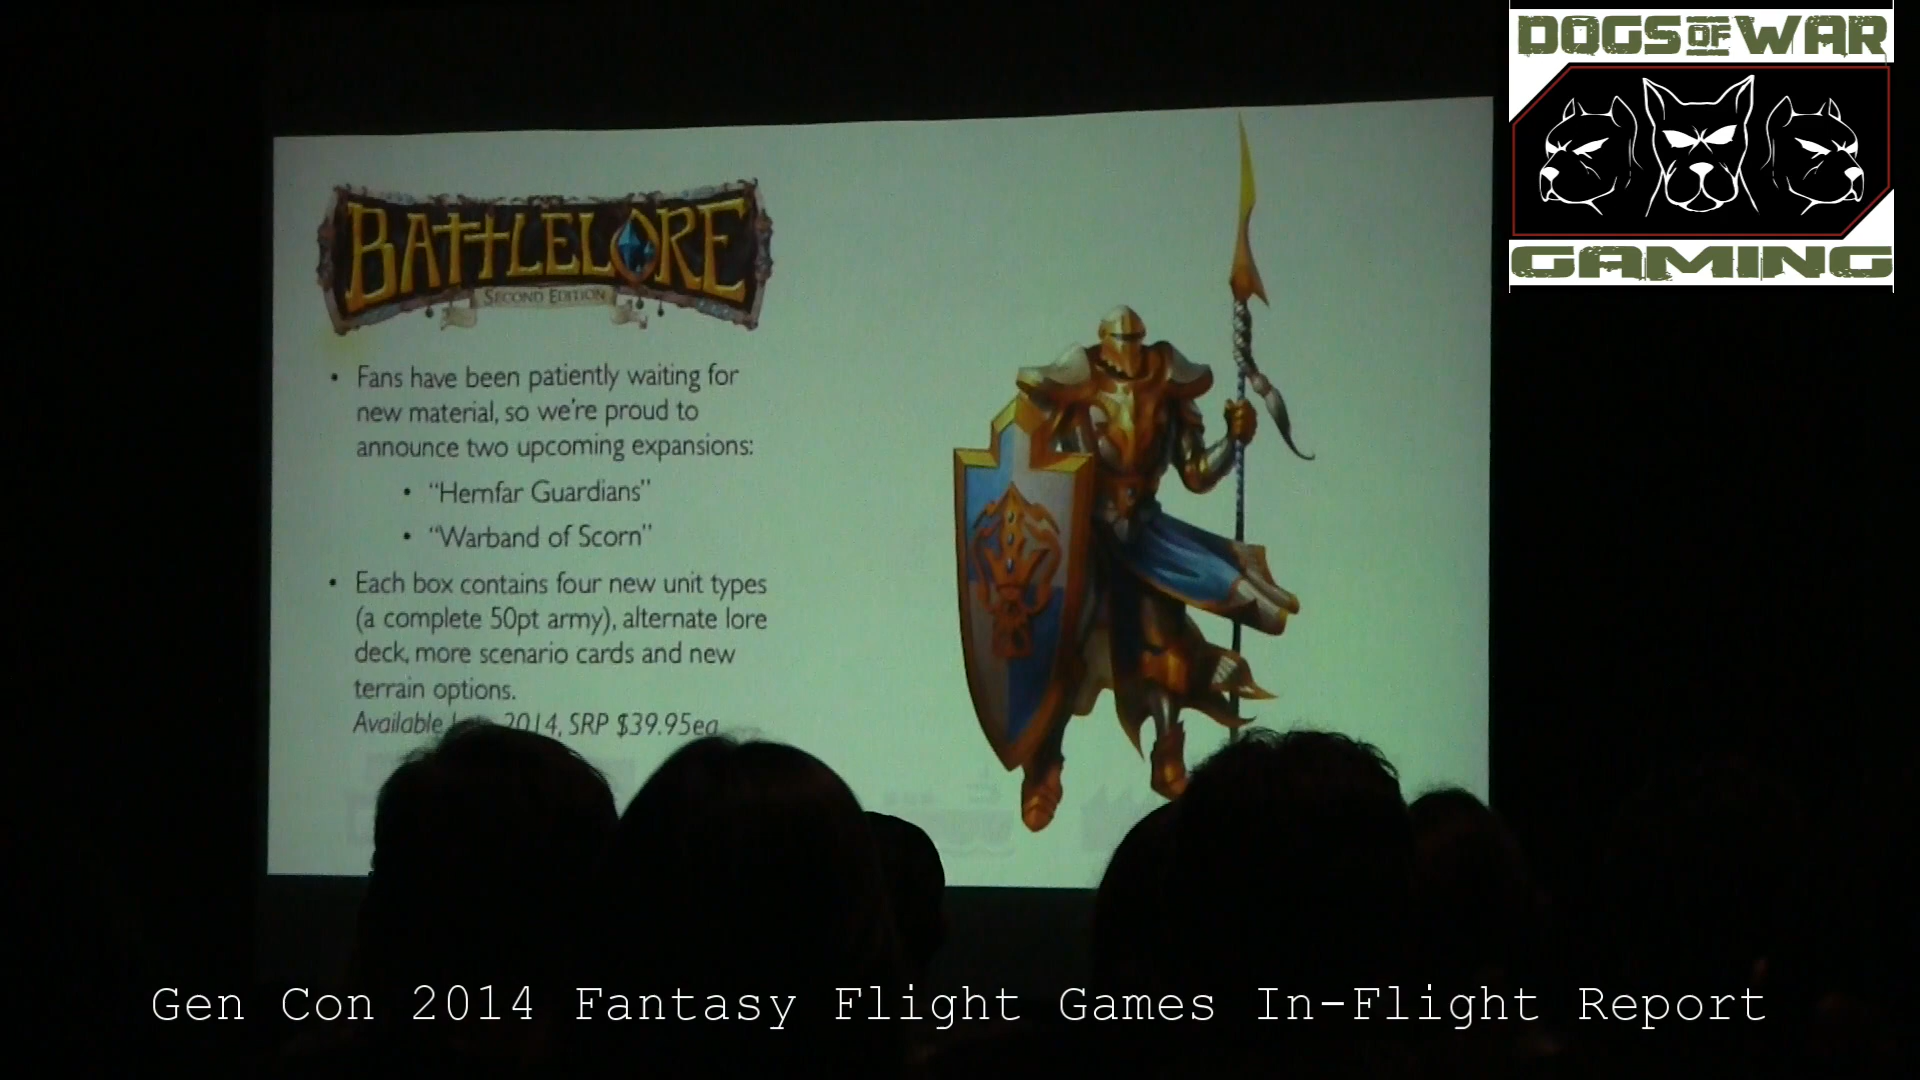 DOGS OF WAR
GAMING
BATTLELORE
SECOND EDITION
• Fans have been patiently waiting for
new material, so we're proud to
announce two upcoming expansions:
• "Hernfar Guardians"
• "Warband of Scorn"
• Each box contains four new unit types
(a complete 50pt army), alternate lore
deck, more scenario cards and new
terrain options.
Available 2014, SRP $39.95ea
Gen Con 2014 Fantasy Flight Games In-Flight Report